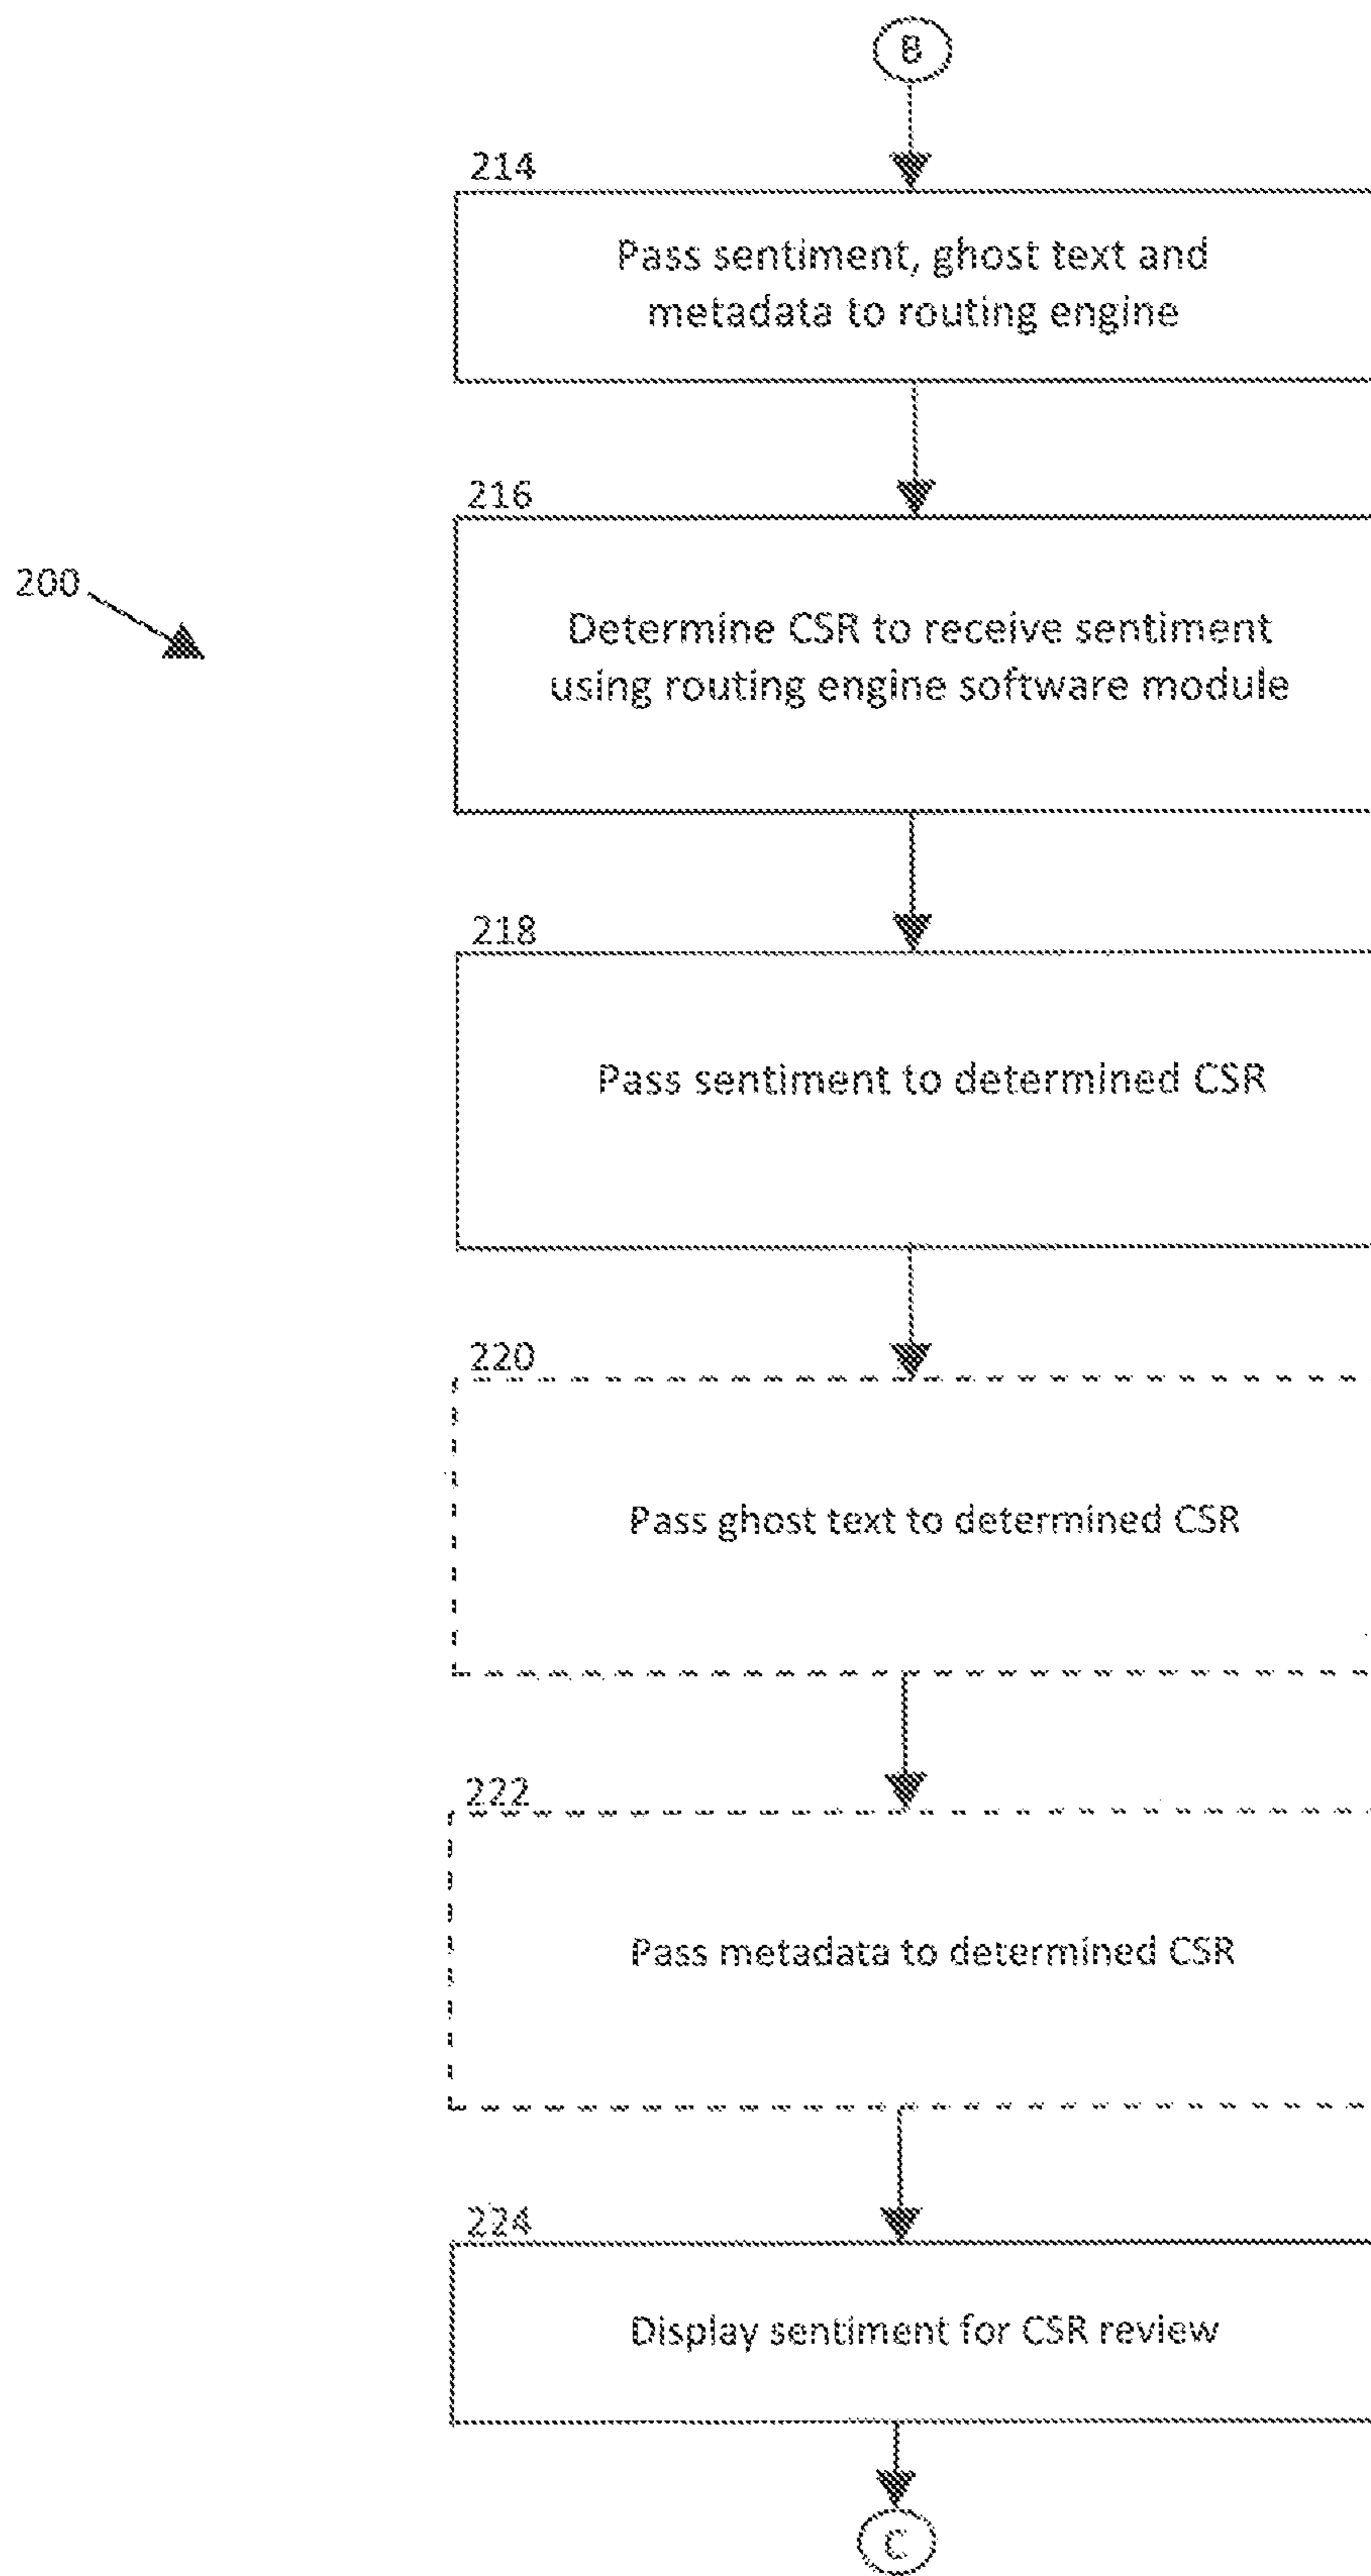 B
214
Pass sentiment, ghost text and
metadata to routing engine
216
200
Determine CSR to receive sentiment
using routing engine software module
218
Pass sentiment to determined CSR
220
Pass ghost text to determined CSR
222
Pass metadata to determined CSR
224
Display sentiment for CSR review
C